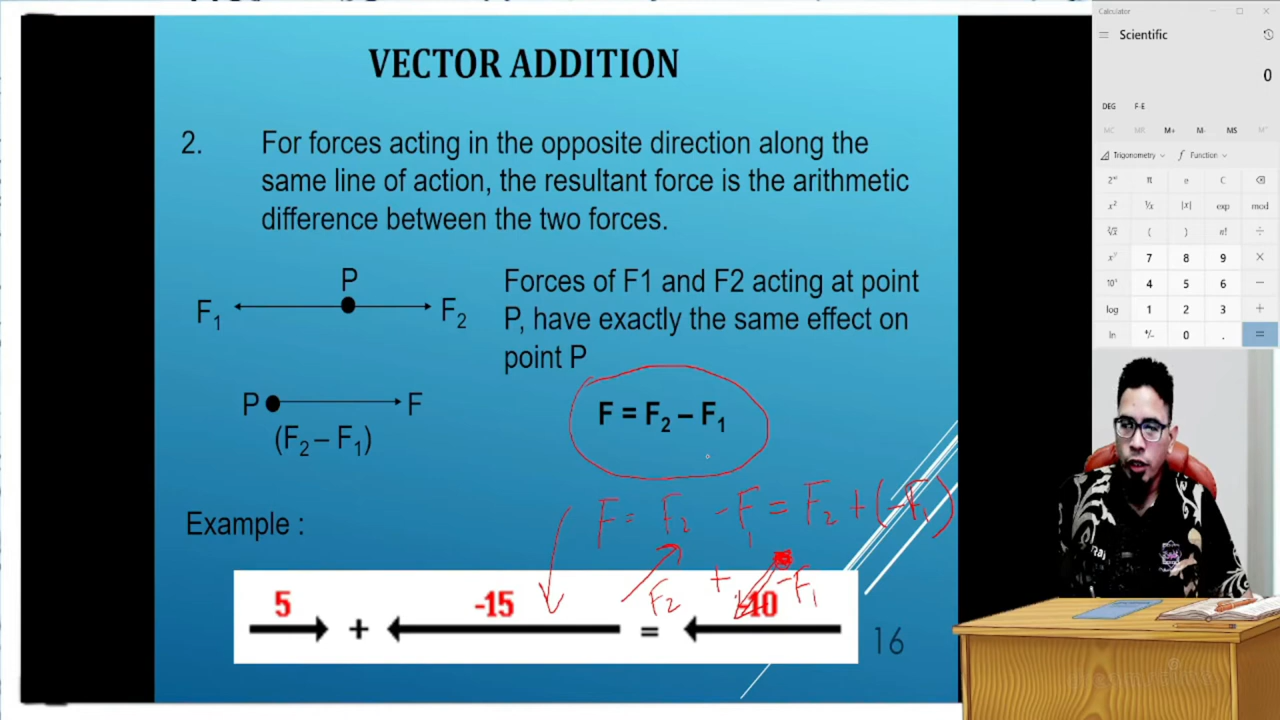 VECTOR ADDITION
2. For forces acting in the opposite direction along the
same line of action, the resultant force is the arithmetic
difference between the two forces.
P
F₁ F₂
Forces of F1 and F2 acting at point
P, have exactly the same effect on
point P
P F
(F₂ – F₁)
F = F₂ – F₁
F = F₂ - F₁ = F₂ + (-F₁)
Example :
F₂ + -F₁
5 + -15 = -10
16
Calculator
Scientific
0
DEG F-E
MC MR M+ M- MS M˅
Trigonometry Function
2ⁿᵈ π e C
x² ¹/x |x| exp mod
²√x ( ) n! ÷
xʸ 7 8 9 ×
10ˣ 4 5 6 −
log 1 2 3 +
ln +/- 0 . =